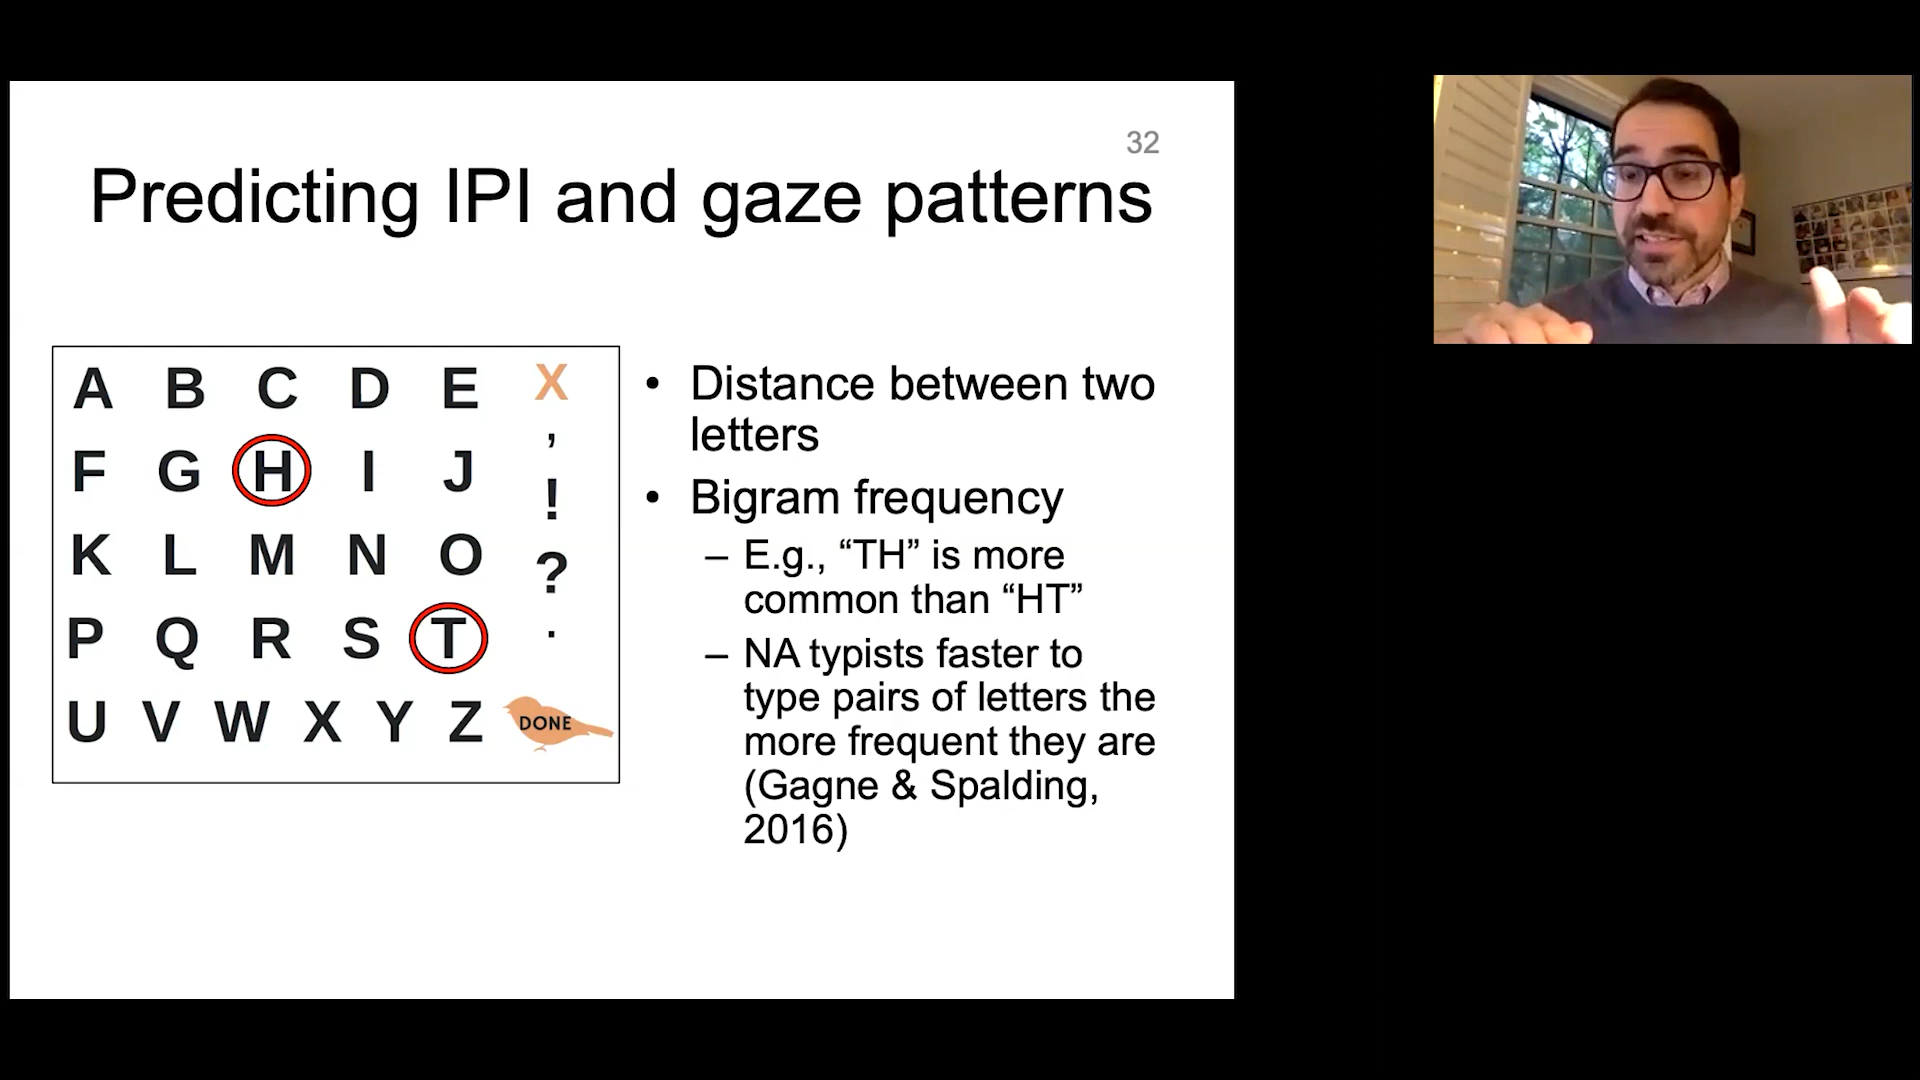 32
Predicting IPI and gaze patterns
A B C D E X
,
F G H I J
!
K L M N O
?
P Q R S T
.
U V W X Y Z DONE
• Distance between two
letters
• Bigram frequency
– E.g., “TH” is more
common than “HT”
– NA typists faster to
type pairs of letters the
more frequent they are
(Gagne & Spalding,
2016)